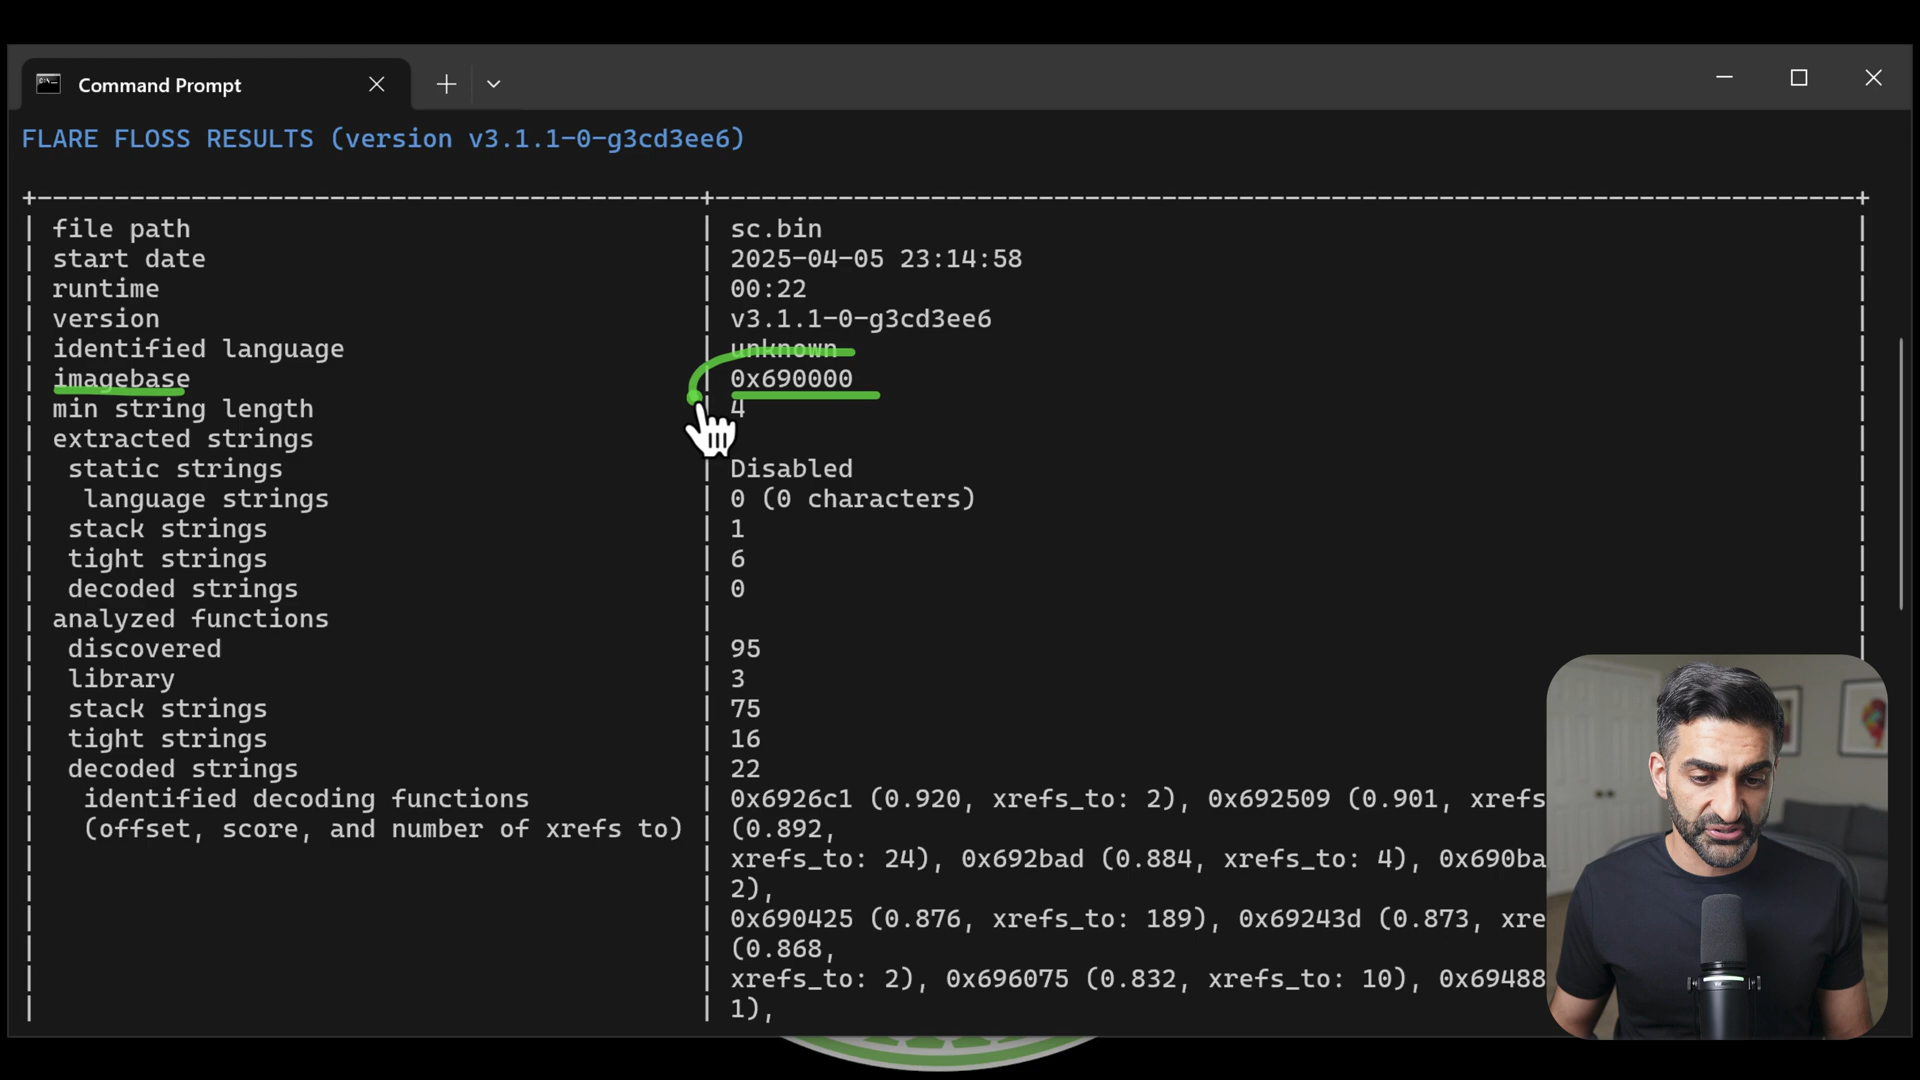 Command Prompt
FLARE FLOSS RESULTS (version v3.1.1-0-g3cd3ee6)
file path | sc.bin
start date | 2025-04-05 23:14:58
runtime | 00:22
version | v3.1.1-0-g3cd3ee6
identified language | unknown
imagebase | 0x690000
min string length | 4
extracted strings
static strings | Disabled
language strings | 0 (0 characters)
stack strings | 1
tight strings | 6
decoded strings | 0
analyzed functions
discovered | 95
library | 3
stack strings | 75
tight strings | 16
decoded strings | 22
identified decoding functions | 0x6926c1 (0.920, xrefs_to: 2), 0x692509 (0.901, xrefs
(offset, score, and number of xrefs to) | (0.892,
xrefs_to: 24), 0x692bad (0.884, xrefs_to: 4), 0x690ba
2),
0x690425 (0.876, xrefs_to: 189), 0x69243d (0.873, xre
(0.868,
xrefs_to: 2), 0x696075 (0.832, xrefs_to: 10), 0x69488
1),